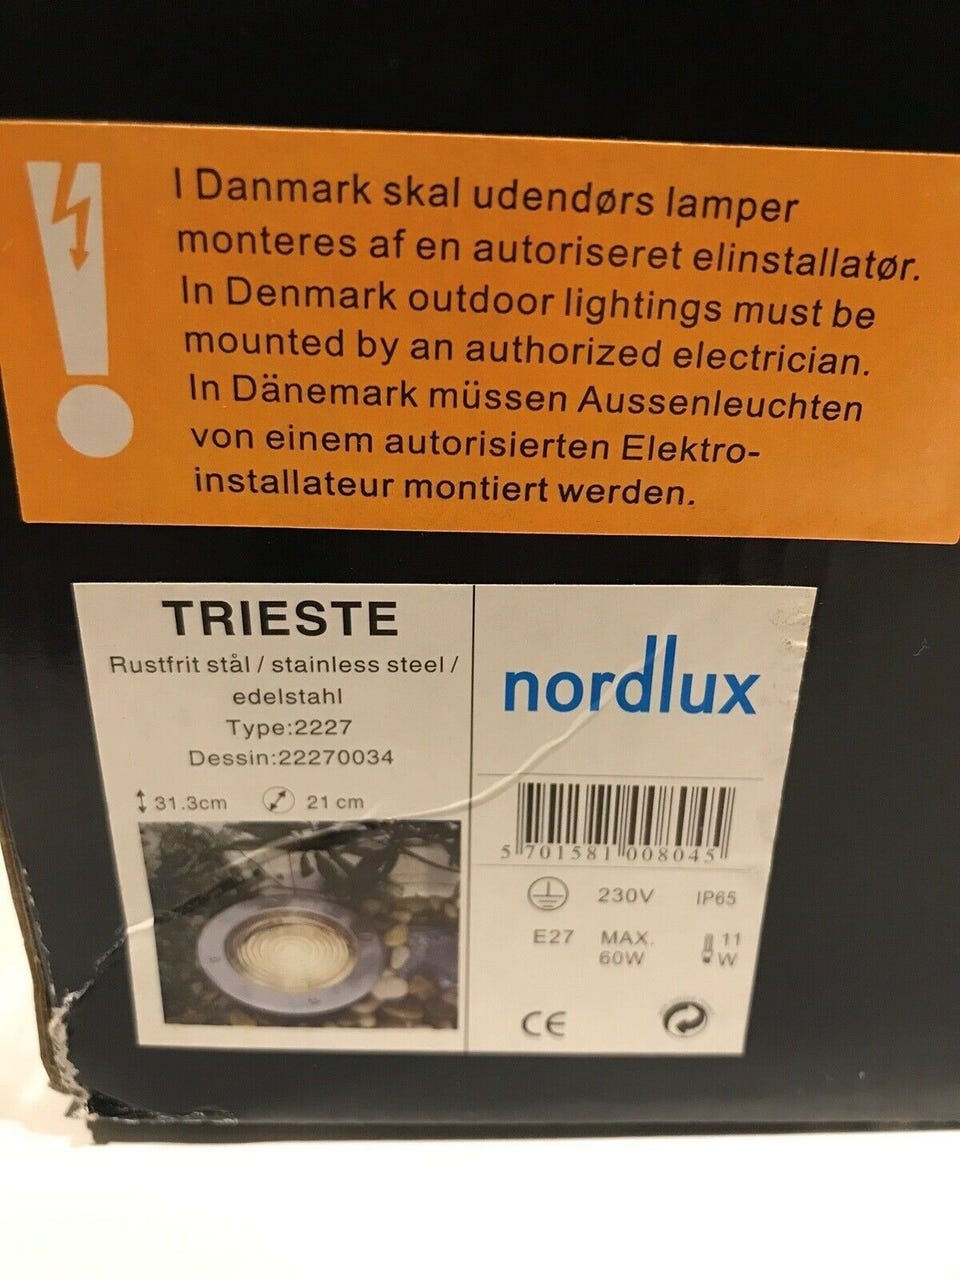 I Danmark skal udendørs lamper
monteres af en autoriseret elinstallatør.
In Denmark outdoor lightings must be
mounted by an authorized electrician.
In Dänemark müssen Aussenleuchten
von einem autorisierten Elektro-
installateur montiert werden.
TRIESTE
Rustfrit stål / stainless steel /
edelstahl
Type:2227
Dessin:22270034
31.3cm 21 cm
nordlux
5 701581 008045
230V IP65
E27 MAX. 11
60W W
CE